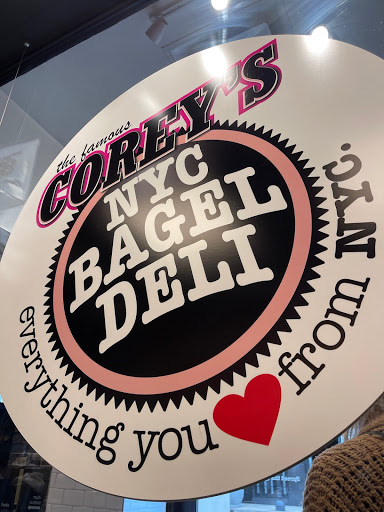 the famous
COREY'S
NYC
BAGEL
DELI
everything you ❤ from NYC.